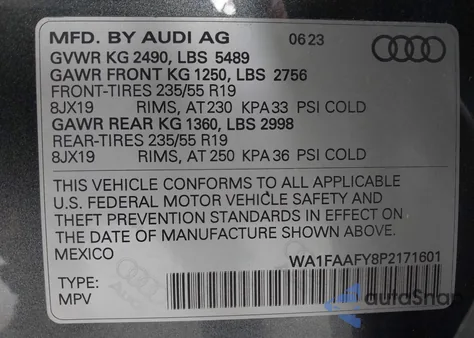 MFD. BY AUDI AG 06 23
GVWR KG 2490, LBS 5489
GAWR FRONT KG 1250, LBS 2756
FRONT-TIRES 235/55 R19
8JX19 RIMS, AT 230 KPA 33 PSI COLD
GAWR REAR KG 1360, LBS 2998
REAR-TIRES 235/55 R19
8JX19 RIMS, AT 250 KPA 36 PSI COLD
THIS VEHICLE CONFORMS TO ALL APPLICABLE
U.S. FEDERAL MOTOR VEHICLE SAFETY AND
THEFT PREVENTION STANDARDS IN EFFECT ON
THE DATE OF MANUFACTURE SHOWN ABOVE.
MEXICO WA1FAAFY8P2171601
TYPE:
MPV